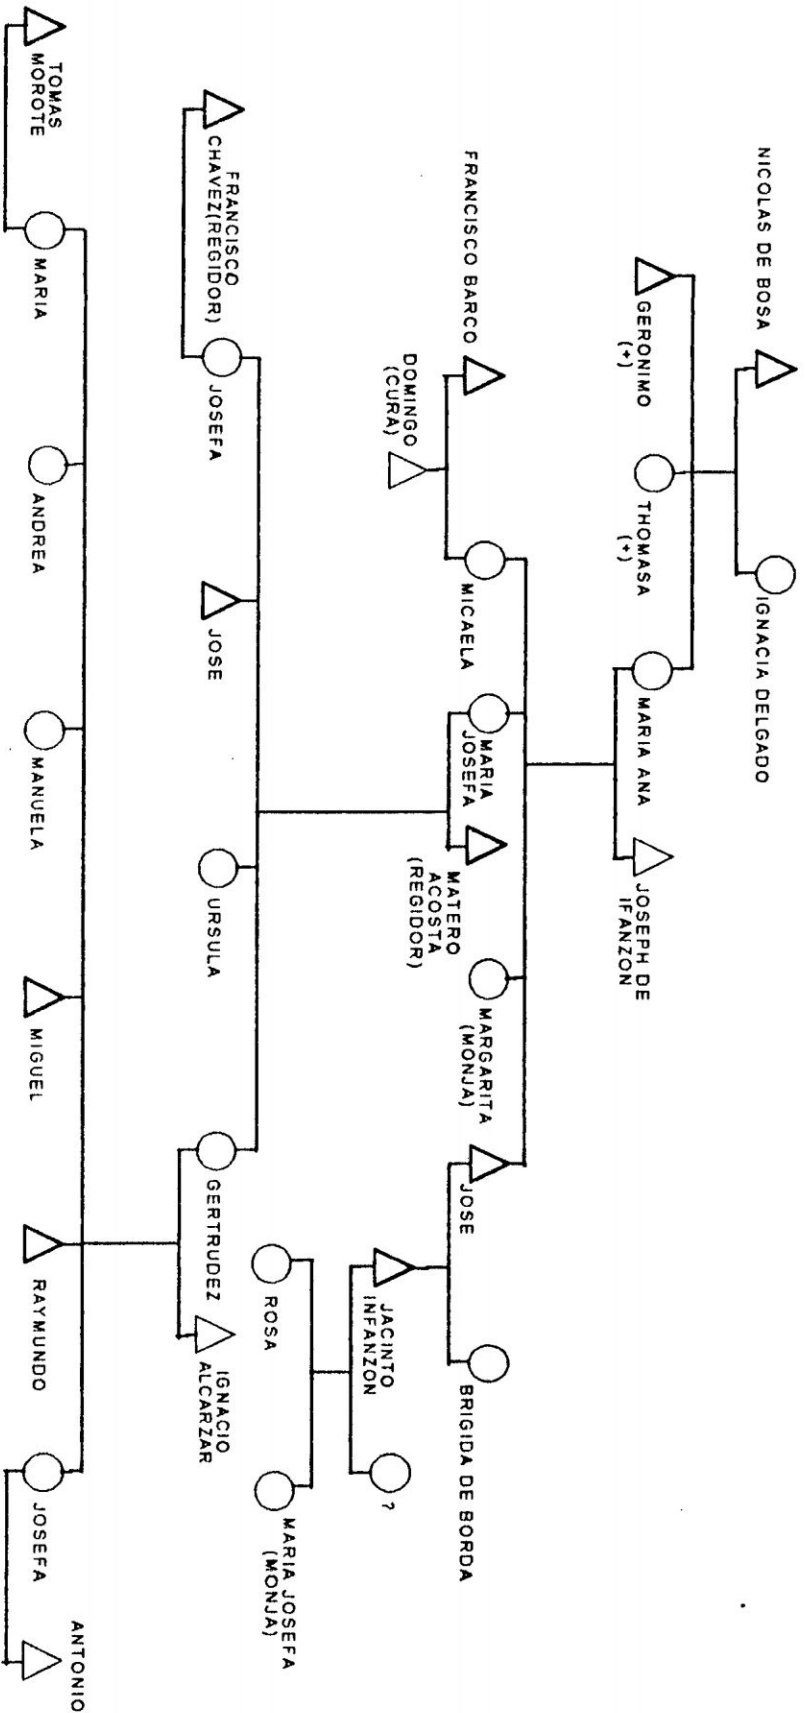 NICOLAS DE BOSA
IGNACIA DELGADO
GERONIMO
(+)
THOMASA
(+)
MARIA ANA
JOSEPH DE
IFANZON
FRANCISCO BARCO
DOMINGO
(CURA)
MICAELA
MARIA
JOSEFA
MATERO
ACOSTA
(REGIDOR)
MARGARITA
(MONJA)
JOSE
BRIGIDA DE BORDA
JACINTO
INFANZON
?
ROSA
MARIA JOSEFA
(MONJA)
FRANCISCO
CHAVEZ(REGIDOR)
JOSEFA
JOSE
URSULA
GERTRUDEZ
IGNACIO
ALCARZAR
TOMAS
MOROTE
MARIA
ANDREA
MANUELA
MIGUEL
RAYMUNDO
JOSEFA
ANTONIO